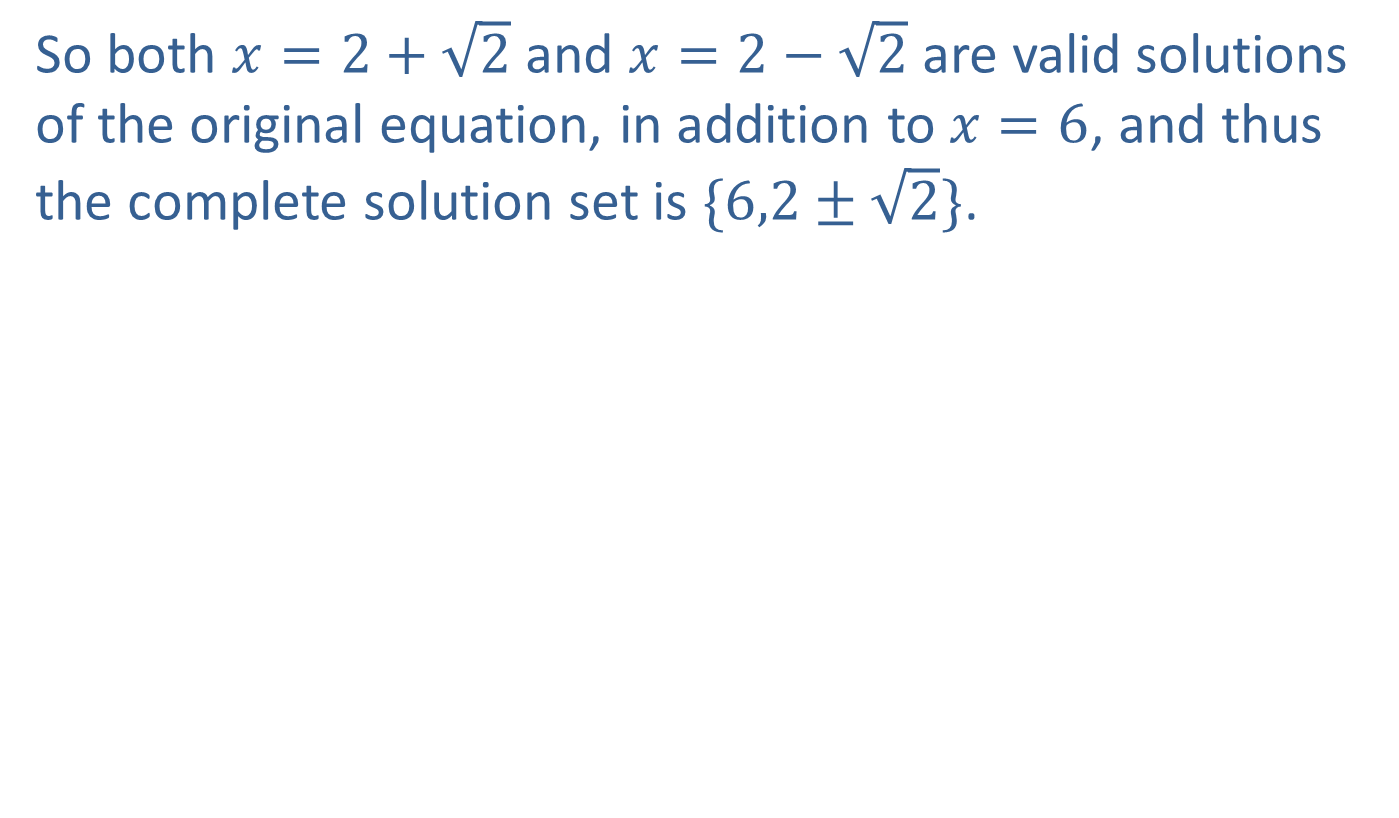 So both x = 2 + √2 and x = 2 − √2 are valid solutions
of the original equation, in addition to x = 6, and thus
the complete solution set is {6,2 ± √2}.